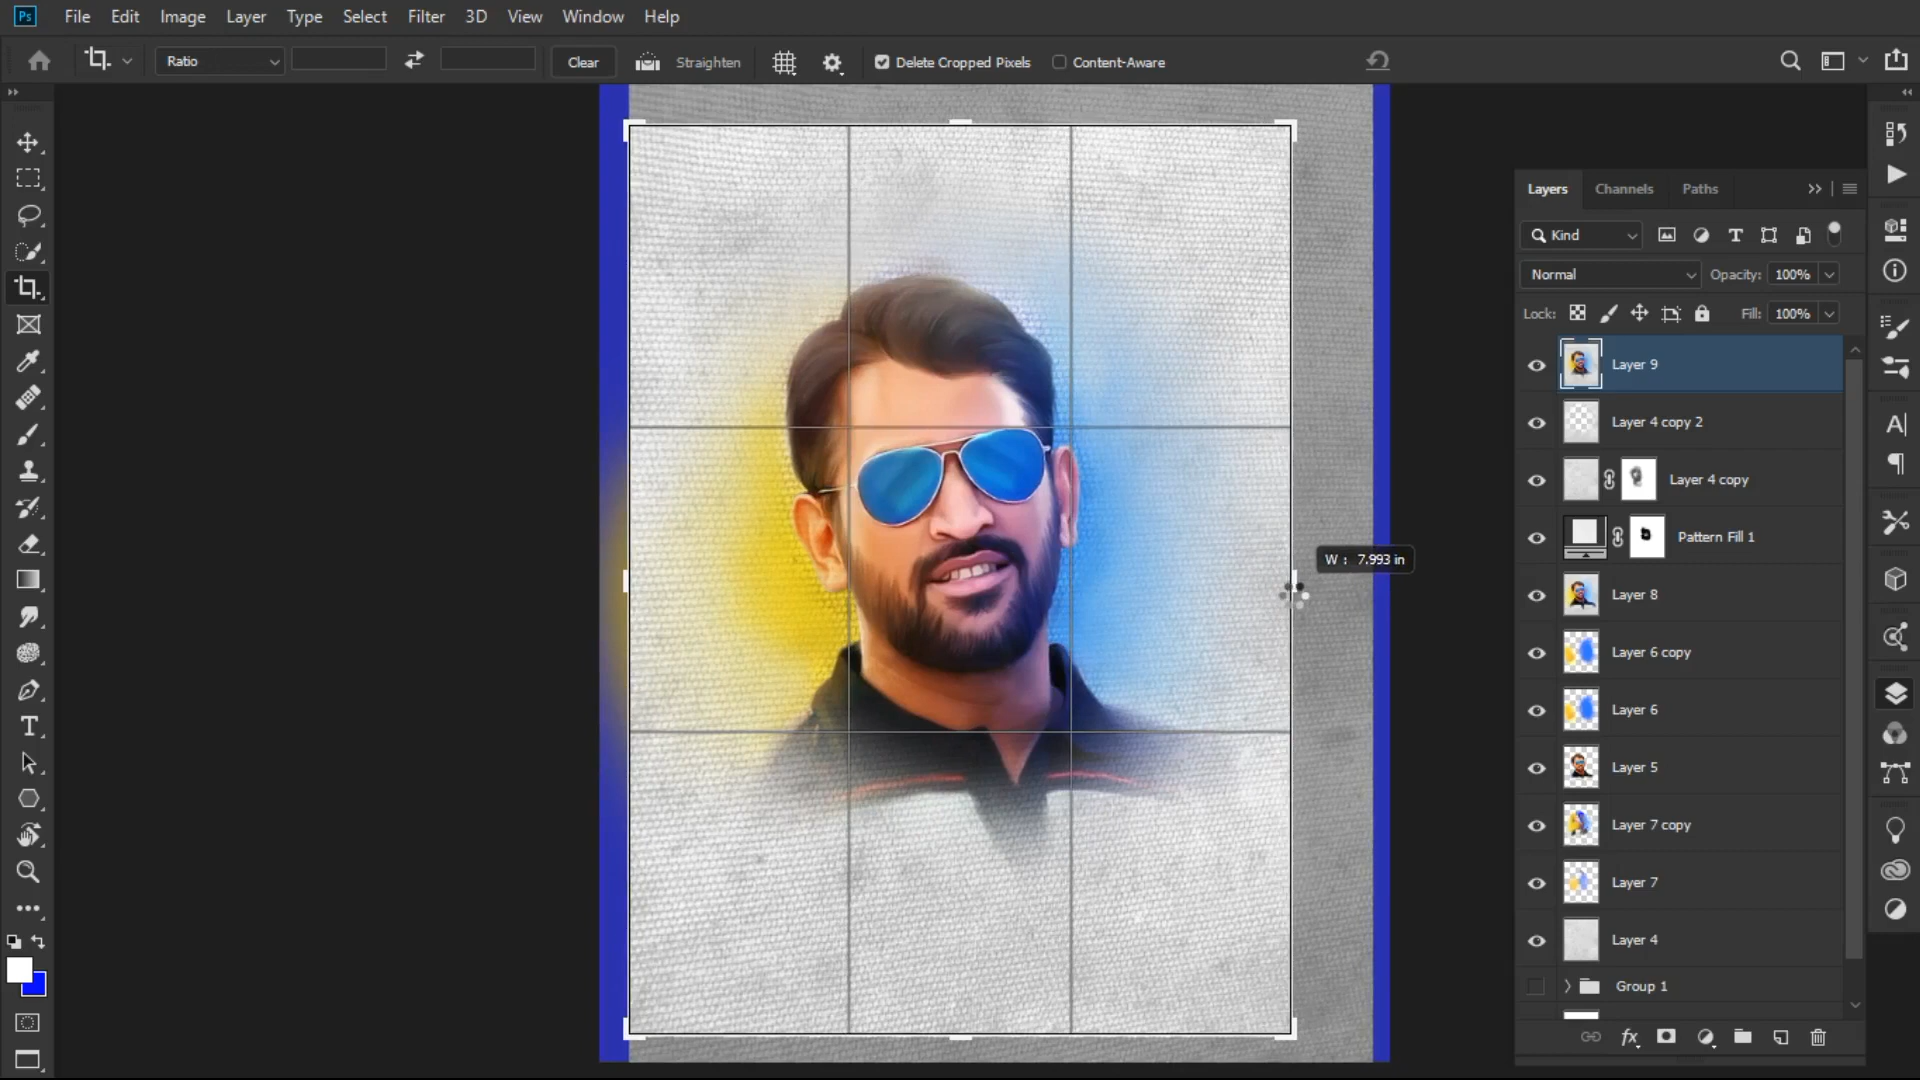 Ps File Edit Image Layer Type Select Filter 3D View Window Help
Ratio Clear Straighten Delete Cropped Pixels Content-Aware
Layers Channels Paths
Kind
Normal Opacity: 100%
Lock: Fill: 100%
Layer 9
Layer 4 copy 2
Layer 4 copy
Pattern Fill 1
W : 7.993 in
Layer 8
Layer 6 copy
Layer 6
Layer 5
Layer 7 copy
Layer 7
Layer 4
Group 1
fx